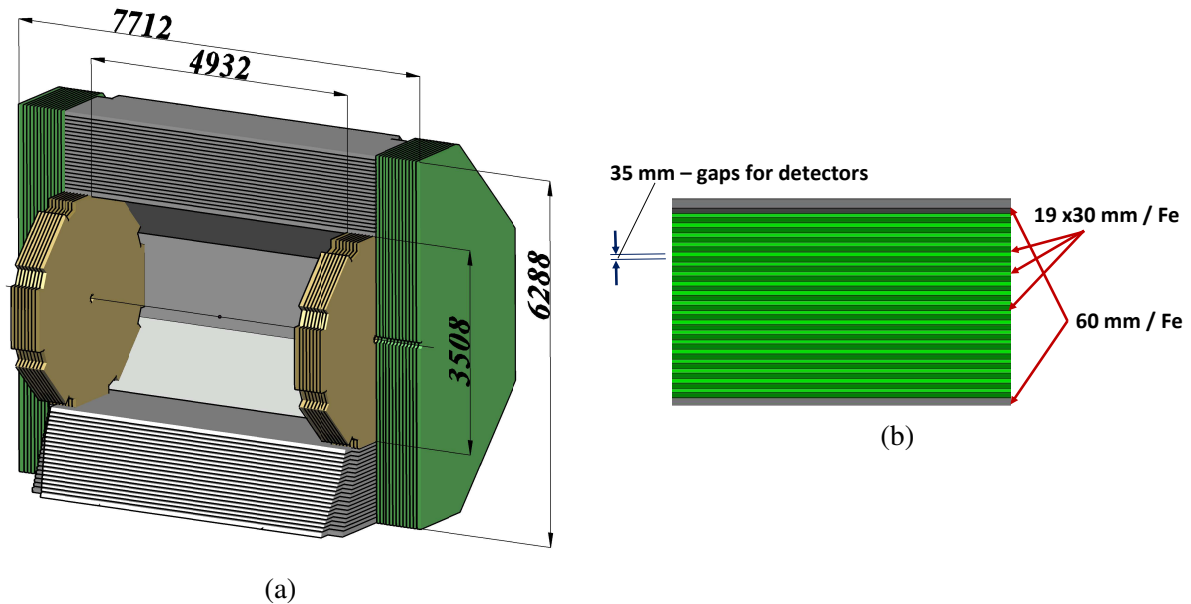 7712
4932
3508
6288
(a)
35 mm – gaps for detectors
19 x30 mm / Fe
60 mm / Fe
(b)